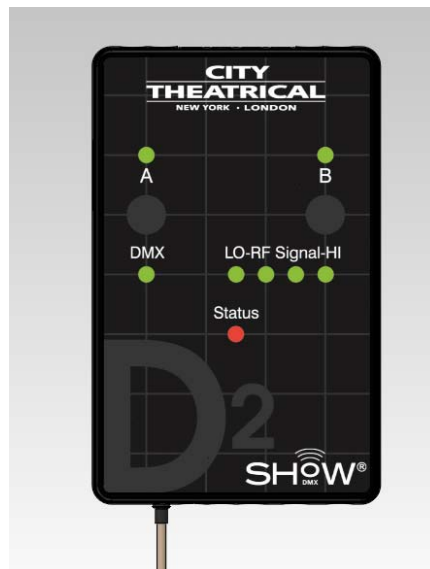 CITY
THEATRICAL
NEW YORK · LONDON
A
B
DMX
LO-RF Signal-HI
Status
D2
SHoW®
DMX